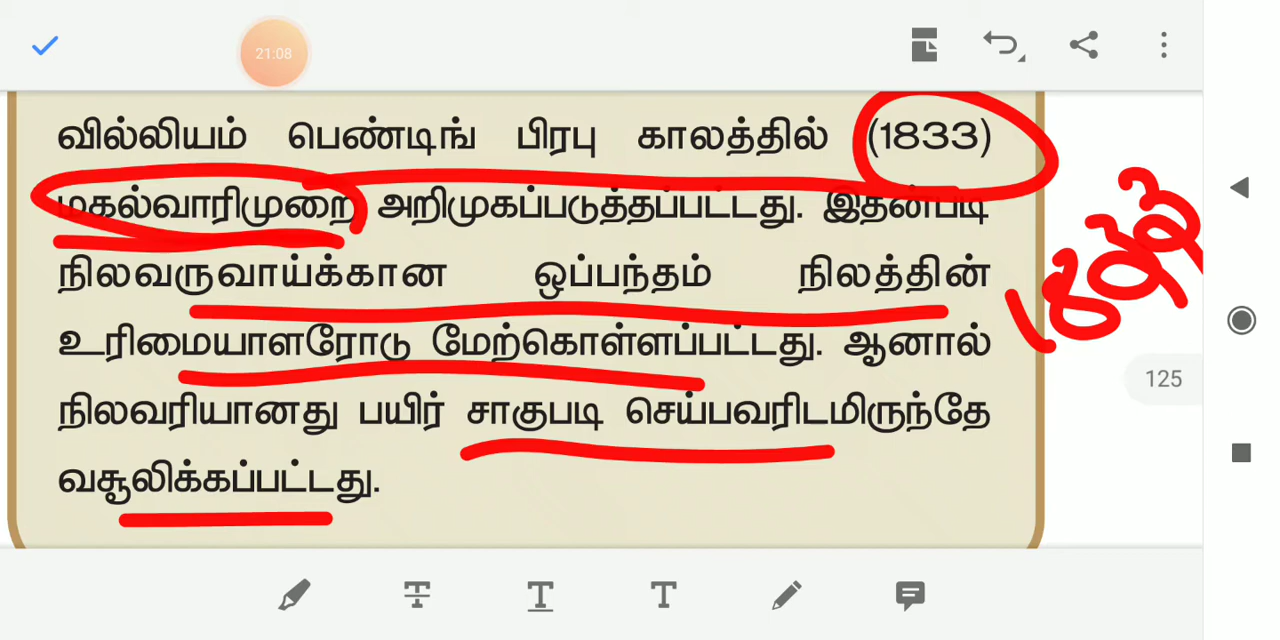 21:08
வில்லியம் பெண்டிங் பிரபு காலத்தில் (1833)
மகல்வாரிமுறை அறிமுகப்படுத்தப்பட்டது. இதன்படி
நிலவருவாய்க்கான ஒப்பந்தம் நிலத்தின்
உரிமையாளரோடு மேற்கொள்ளப்பட்டது. ஆனால்
நிலவரியானது பயிர் சாகுபடி செய்பவரிடமிருந்தே
வசூலிக்கப்பட்டது.
125